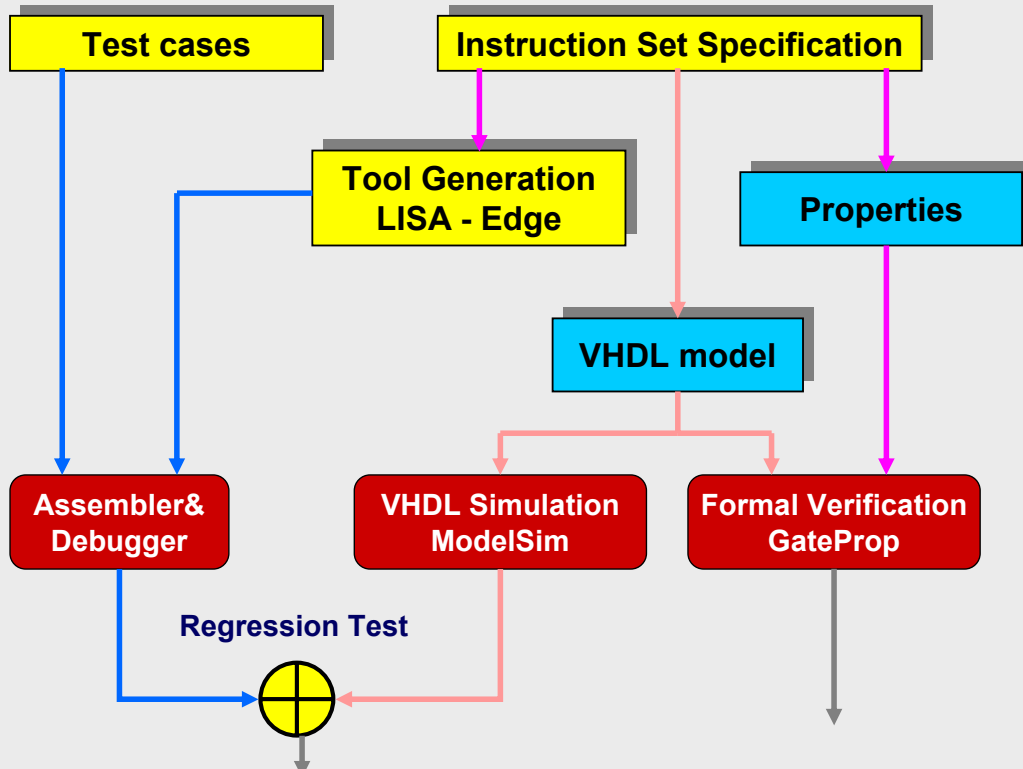 Test cases
Instruction Set Specification
Tool Generation
LISA - Edge
Properties
VHDL model
Assembler&
Debugger
VHDL Simulation
ModelSim
Formal Verification
GateProp
Regression Test